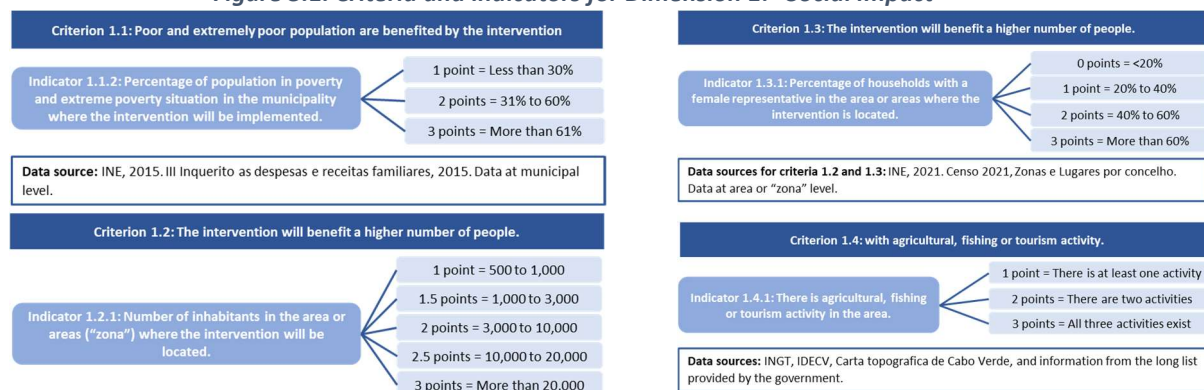 Figure 3.2: Criteria and Indicators for Dimension 1: Social Impact
Criterion 1.1: Poor and extremely poor population are benefited by the intervention
Indicator 1.1.2: Percentage of population in poverty
and extreme poverty situation in the municipality
where the intervention will be implemented.
1 point = Less than 30%
2 points = 31% to 60%
3 points = More than 61%
Data source: INE, 2015. III Inquerito as despesas e receitas familiares, 2015. Data at municipal
level.
Criterion 1.2: The intervention will benefit a higher number of people.
Indicator 1.2.1: Number of inhabitants in the area or
areas ("zona") where the intervention will be
located.
1 point = 500 to 1,000
1.5 points = 1,000 to 3,000
2 points = 3,000 to 10,000
2.5 points = 10,000 to 20,000
3 points = More than 20,000
Criterion 1.3: The intervention will benefit a higher number of people.
Indicator 1.3.1: Percentage of households with a
female representative in the area or areas where the
intervention is located.
0 points = <20%
1 point = 20% to 40%
2 points = 40% to 60%
3 points = More than 60%
Data sources for criteria 1.2 and 1.3: INE, 2021. Censo 2021, Zonas e Lugares por concelho.
Data at area or "zona" level.
Criterion 1.4: with agricultural, fishing or tourism activity.
Indicator 1.4.1: There is agricultural, fishing
or tourism activity in the area.
1 point = There is at least one activity
2 points = There are two activities
3 points = All three activities exist
Data sources: INGT, IDECV, Carta topografica de Cabo Verde, and information from the long list
provided by the government.